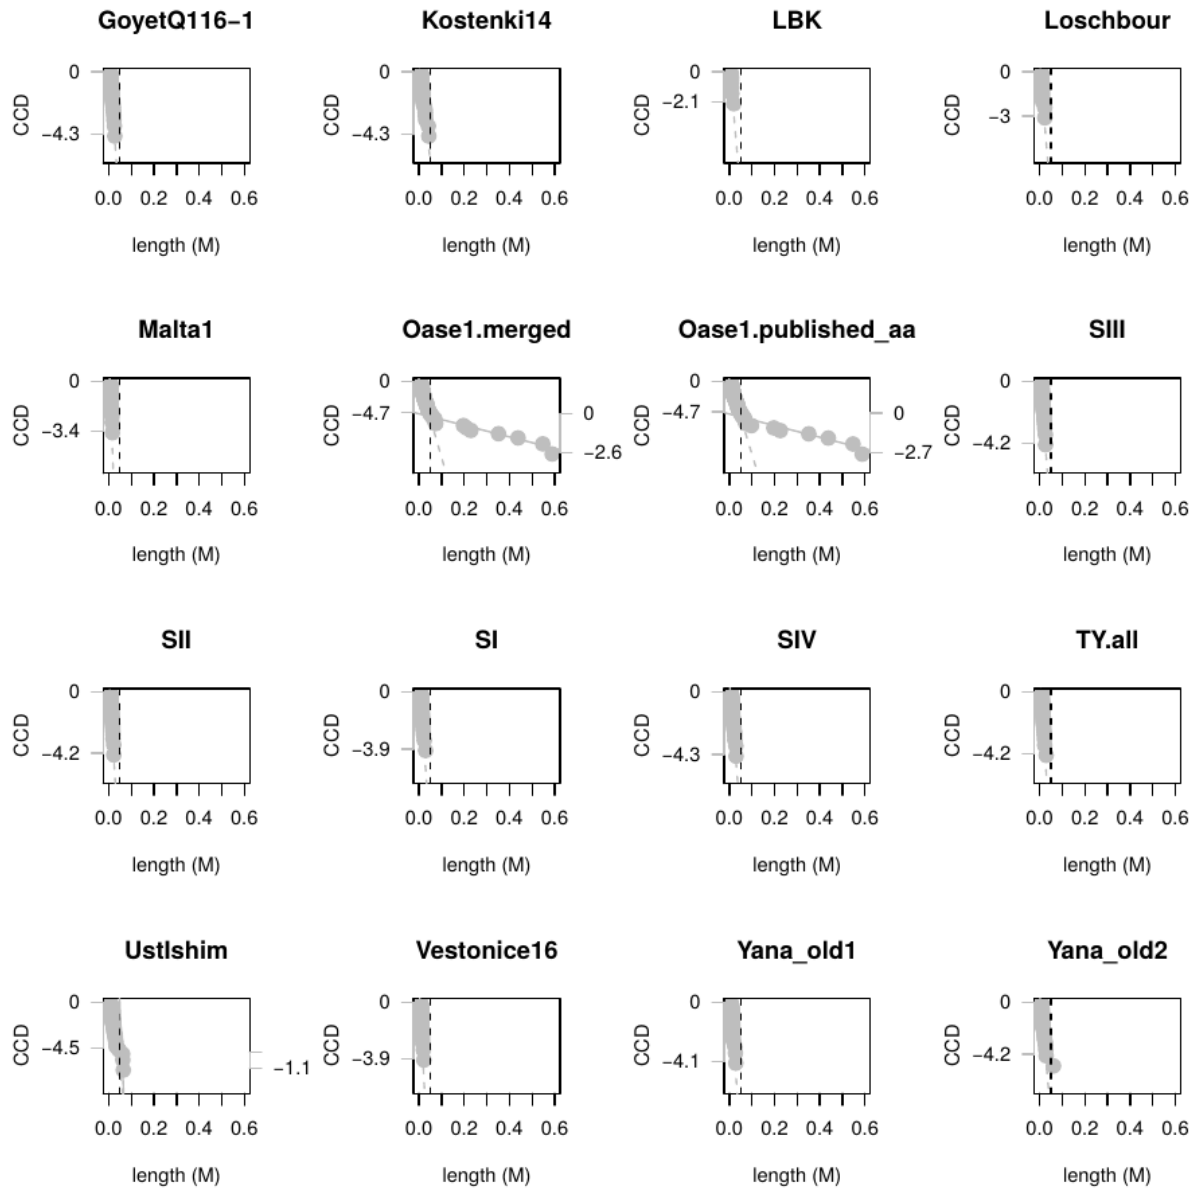 GoyetQ116−1 Kostenki14 LBK Loschbour
0 0 0 0
−4.3 −4.3 −2.1 −3
CCD CCD CCD CCD
0.0 0.2 0.4 0.6 0.0 0.2 0.4 0.6 0.0 0.2 0.4 0.6 0.0 0.2 0.4 0.6
length (M) length (M) length (M) length (M)
Malta1 Oase1.merged Oase1.published_aa SIII
0 0 0 0
−3.4 −4.7 0 −4.7 0 −4.2
−2.6 −2.7
CCD CCD CCD CCD
0.0 0.2 0.4 0.6 0.0 0.2 0.4 0.6 0.0 0.2 0.4 0.6 0.0 0.2 0.4 0.6
length (M) length (M) length (M) length (M)
SII SI SIV TY.all
0 0 0 0
−4.2 −3.9 −4.3 −4.2
CCD CCD CCD CCD
0.0 0.2 0.4 0.6 0.0 0.2 0.4 0.6 0.0 0.2 0.4 0.6 0.0 0.2 0.4 0.6
length (M) length (M) length (M) length (M)
UstIshim Vestonice16 Yana_old1 Yana_old2
0 0 0 0
−4.5 −1.1 −3.9 −4.1 −4.2
CCD CCD CCD CCD
0.0 0.2 0.4 0.6 0.0 0.2 0.4 0.6 0.0 0.2 0.4 0.6 0.0 0.2 0.4 0.6
length (M) length (M) length (M) length (M)